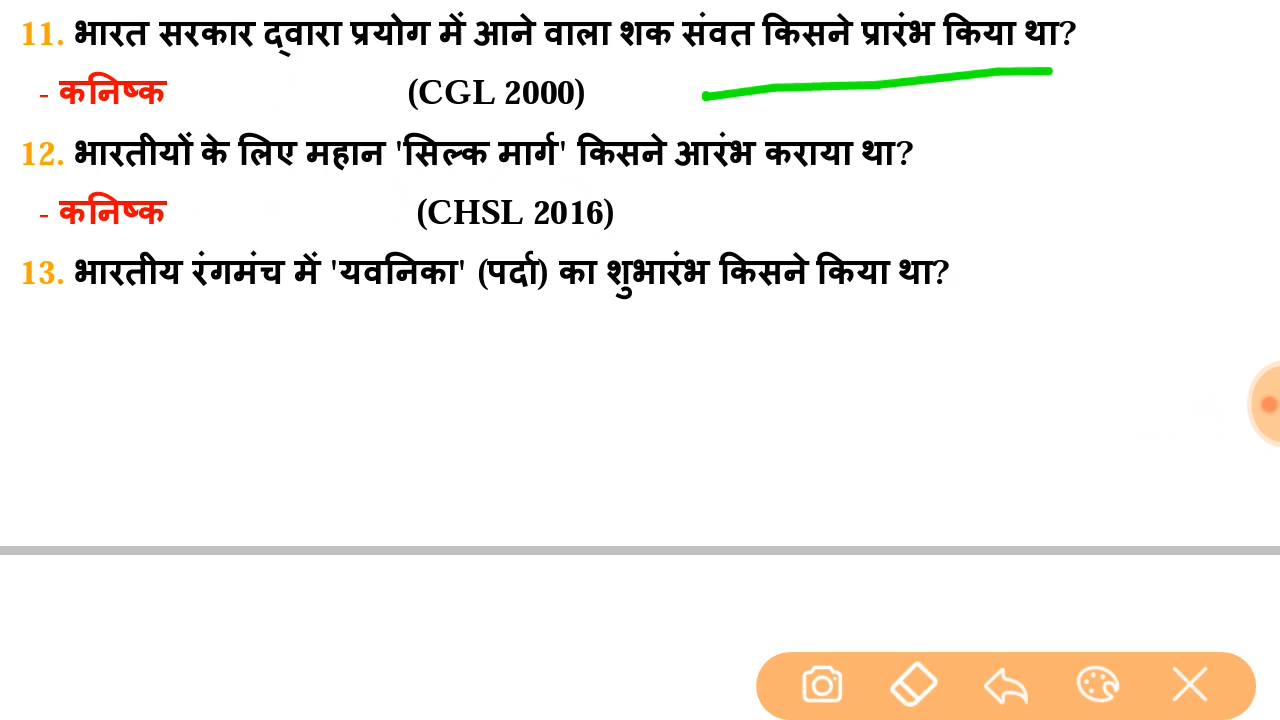 11. भारत सरकार द्वारा प्रयोग में आने वाला शक संवत किसने प्रारंभ किया था?
- कनिष्क (CGL 2000)
12. भारतीयों के लिए महान 'सिल्क मार्ग' किसने आरंभ कराया था?
- कनिष्क (CHSL 2016)
13. भारतीय रंगमंच में 'यवनिका' (पर्दा) का शुभारंभ किसने किया था?